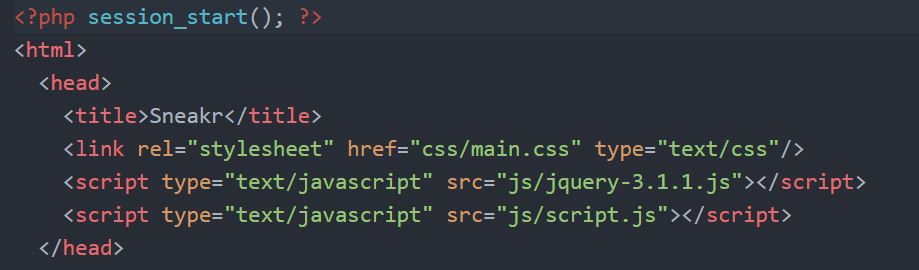 <?php session_start(); ?>
<html>
  <head>
    <title>Sneakr</title>
    <link rel="stylesheet" href="css/main.css" type="text/css"/>
    <script type="text/javascript" src="js/jquery-3.1.1.js"></script>
    <script type="text/javascript" src="js/script.js"></script>
  </head>